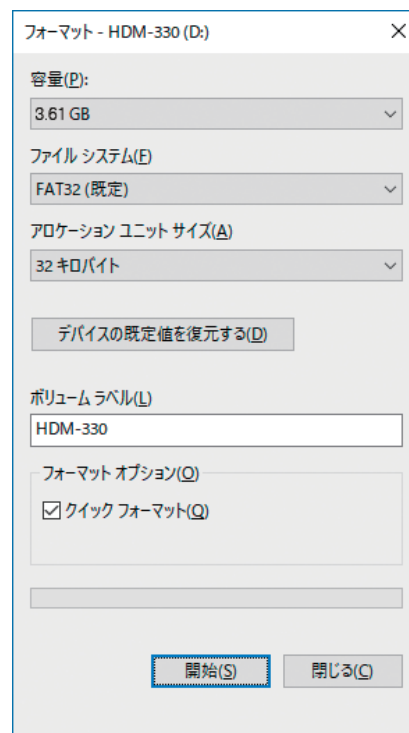 フォーマット - HDM-330 (D:)
容量(P):
3.61 GB
ファイル システム(F)
FAT32 (既定)
アロケーション ユニット サイズ(A)
32 キロバイト
デバイスの既定値を復元する(D)
ボリューム ラベル(L)
HDM-330
フォーマット オプション(O)
クイック フォーマット(Q)
開始(S)
閉じる(C)